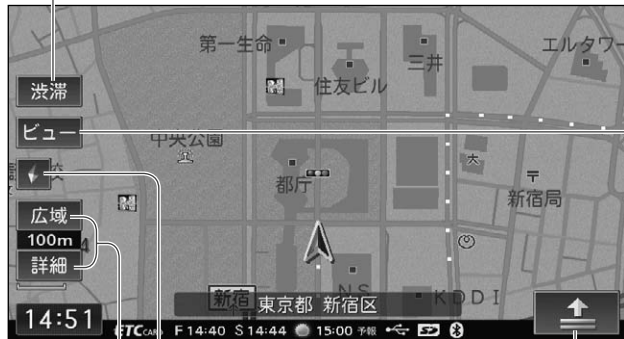 第一生命
エルタワー
三井
住友ビル
渋滞
ビュー
中央公園
大
都庁
新宿局
広域
100m
詳細
NS
KDDI
新宿
東京都 新宿区
14:51
ETC CARD F14:40 S14:44 15:00 予報 SD